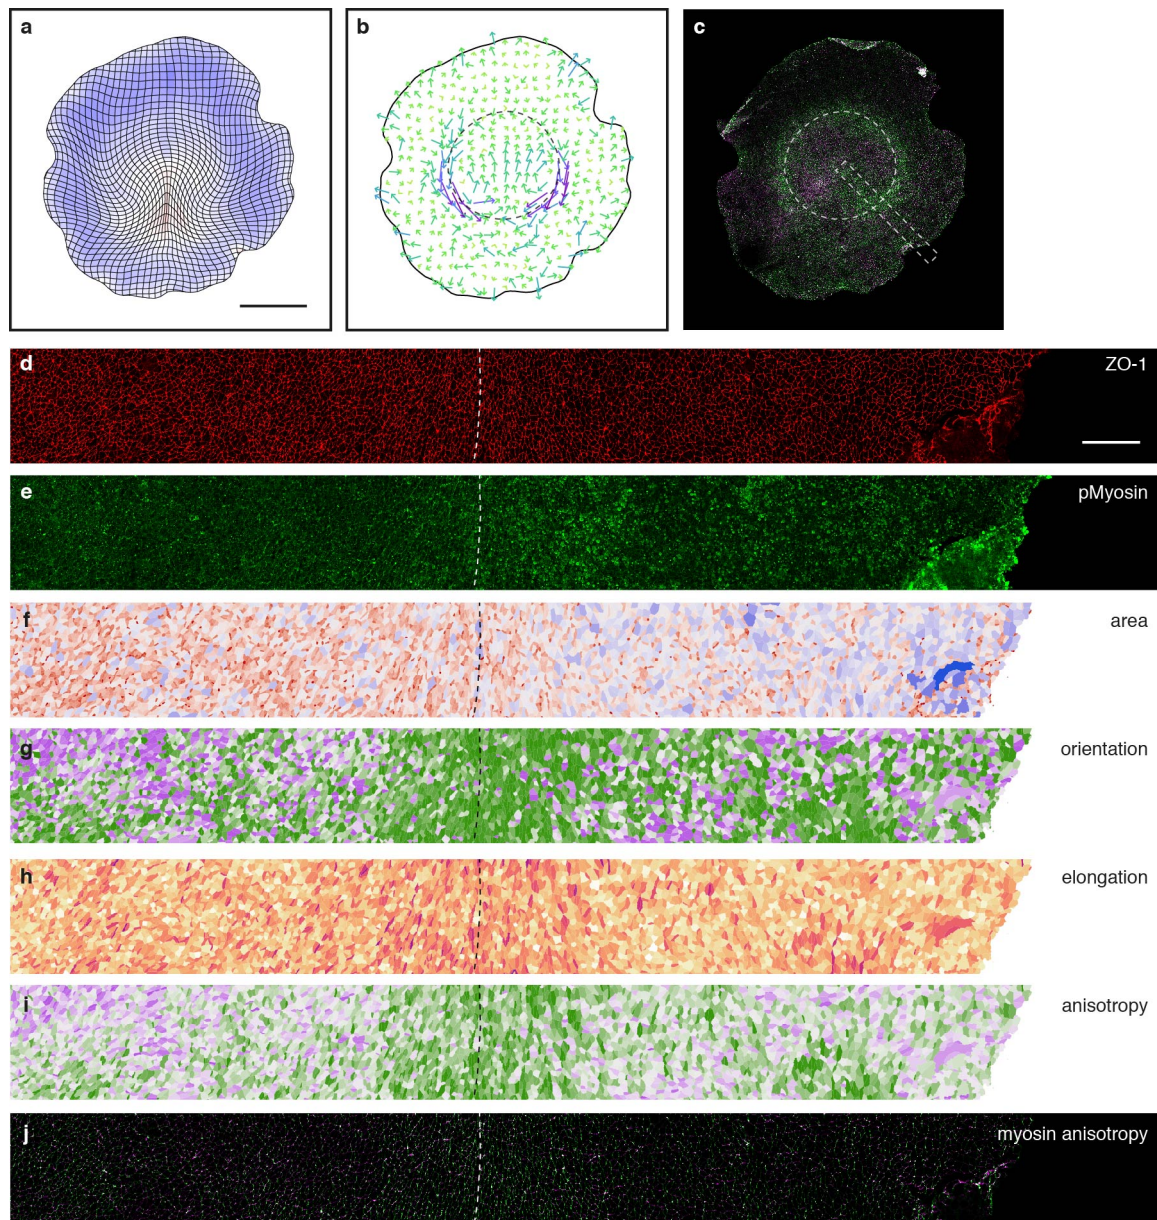 a
b
c
d
ZO-1
e
pMyosin
f
area
g
orientation
h
elongation
i
anisotropy
j
myosin anisotropy